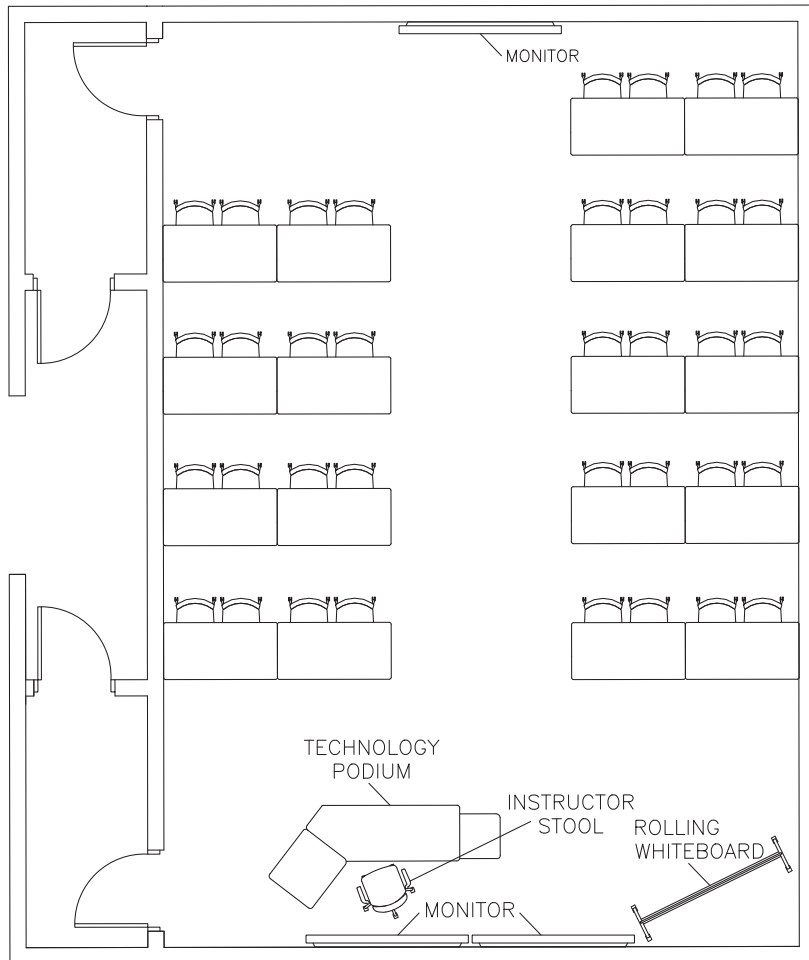 MONITOR
TECHNOLOGY
PODIUM
INSTRUCTOR
STOOL
ROLLING
WHITEBOARD
MONITOR